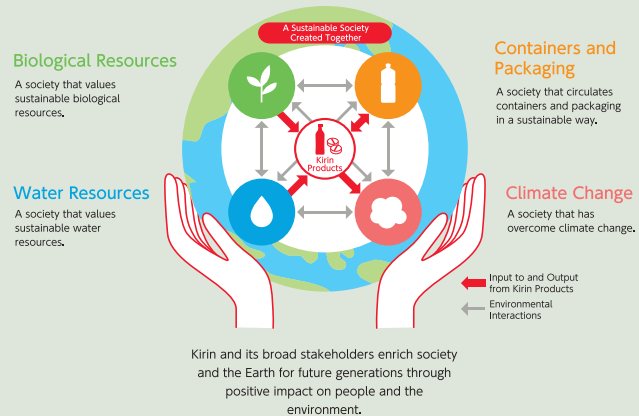 A Sustainable Society
Created Together
Biological Resources
A society that values
sustainable biological
resources.
Containers and
Packaging
A society that circulates
containers and packaging
in a sustainable way.
Kirin
Products
Water Resources
A society that values
sustainable water
resources.
Climate Change
A society that has
overcome climate change.
Input to and Output
from Kirin Products
Environmental
Interactions
Kirin and its broad stakeholders enrich society
and the Earth for future generations through
positive impact on people and the
environment.